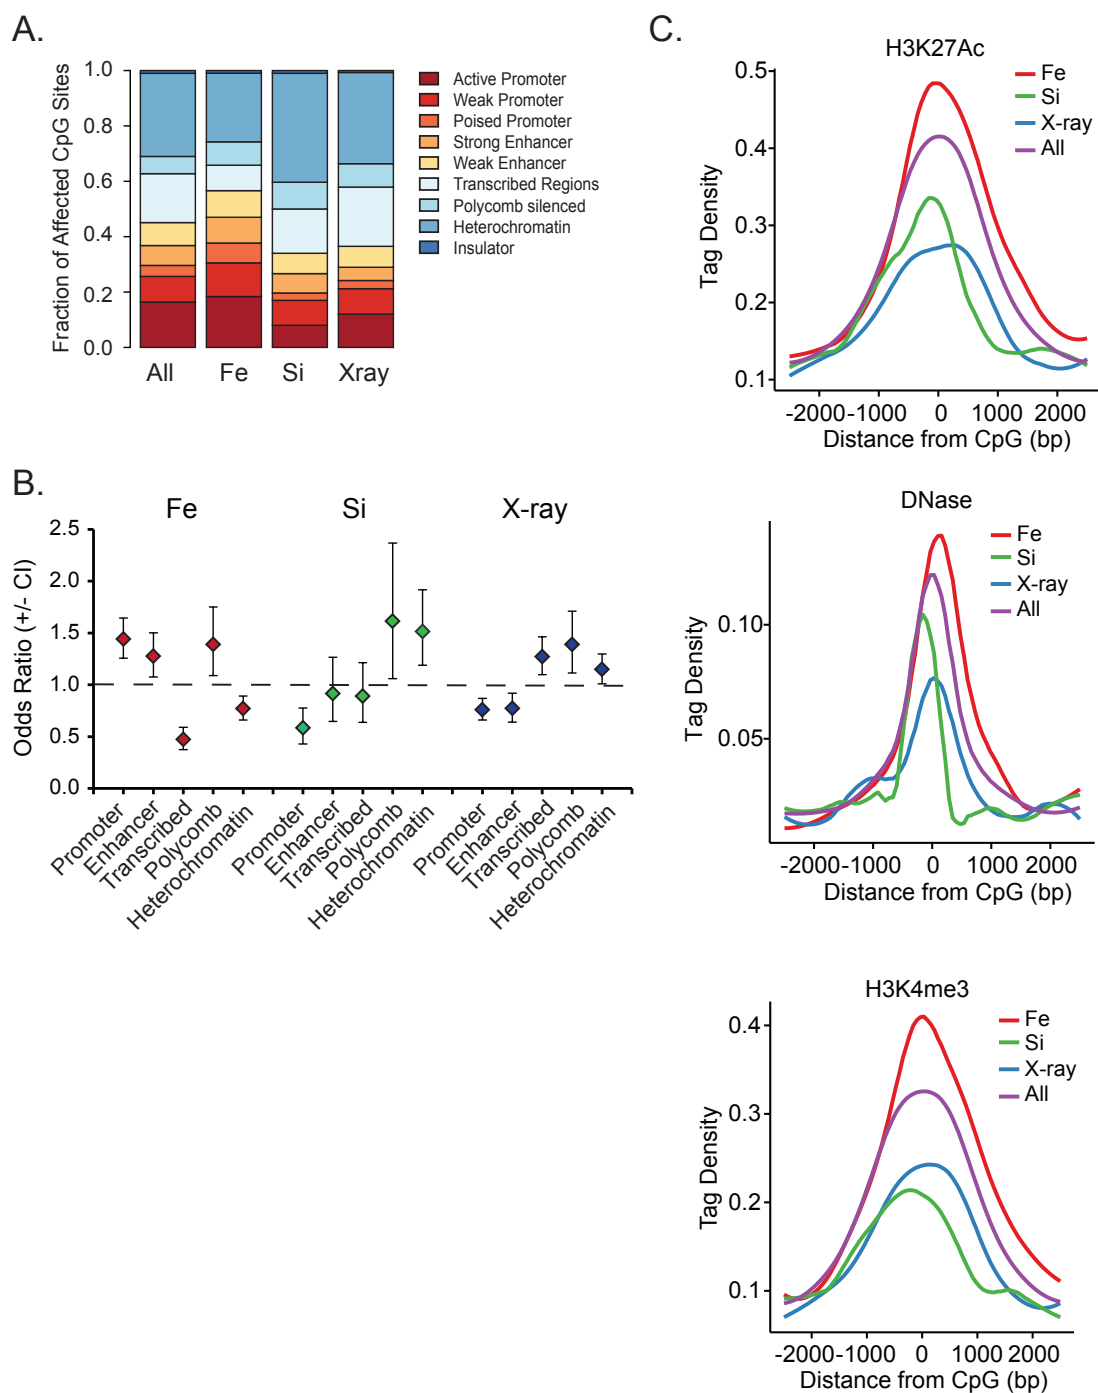 A.
Fraction of Affected CpG Sites
1.0
0.8
0.6
0.4
0.2
0.0
All Fe Si Xray
Active Promoter
Weak Promoter
Poised Promoter
Strong Enhancer
Weak Enhancer
Transcribed Regions
Polycomb silenced
Heterochromatin
Insulator
B.
Fe Si X-ray
Odds Ratio (+/- CI)
2.5
2.0
1.5
1.0
0.5
0.0
Promoter
Enhancer
Transcribed
Polycomb
Heterochromatin
Promoter
Enhancer
Transcribed
Polycomb
Heterochromatin
Promoter
Enhancer
Transcribed
Polycomb
Heterochromatin
C.
H3K27Ac
Fe
Si
X-ray
All
Tag Density
0.5
0.4
0.3
0.2
0.1
-2000 -1000 0 1000 2000
Distance from CpG (bp)
DNase
Fe
Si
X-ray
All
Tag Density
0.10
0.05
-2000 -1000 0 1000 2000
Distance from CpG (bp)
H3K4me3
Fe
Si
X-ray
All
Tag Density
0.4
0.3
0.2
0.1
-2000 -1000 0 1000 2000
Distance from CpG (bp)